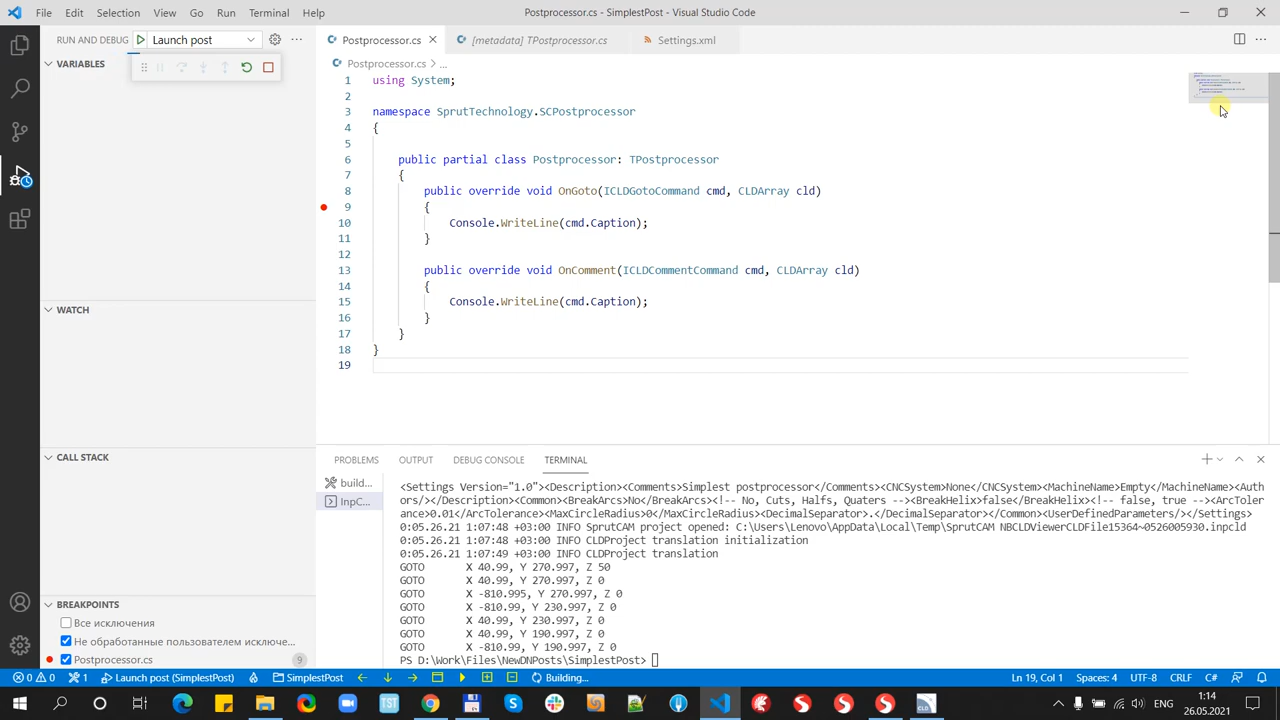 File Edit Selection View Go Run Terminal Help
Postprocessor.cs - SimplestPost - Visual Studio Code
RUN AND DEBUG Launch post
Postprocessor.cs [metadata] TPostprocessor.cs Settings.xml
VARIABLES
Postprocessor.cs ...
1 using System;
2
3 namespace SprutTechnology.SCPostprocessor
4 {
5
6 public partial class Postprocessor: TPostprocessor
7 {
8 public override void OnGoto(ICLDGotoCommand cmd, CLDArray cld)
9 {
10 Console.WriteLine(cmd.Caption);
11 }
12
13 public override void OnComment(ICLDCommentCommand cmd, CLDArray cld)
14 {
15 Console.WriteLine(cmd.Caption);
16 }
17 }
18 }
19
WATCH
CALL STACK
BREAKPOINTS
Все исключения
Не обработанные пользователем исключе...
Postprocessor.cs 9
PROBLEMS OUTPUT DEBUG CONSOLE TERMINAL
build...
InpC...
<Settings Version="1.0"><Description><Comments>Simplest postprocessor</Comments><CNCSystem>None</CNCSystem><MachineName>Empty</MachineName><Auth
ors/></Description><Common><BreakArcs>No</BreakArcs><!-- No, Cuts, Halfs, Quaters --><BreakHelix>false</BreakHelix><!-- false, true --><ArcToler
ance>0.01</ArcTolerance><MaxCircleRadius>0</MaxCircleRadius><DecimalSeparator>.</DecimalSeparator></Common><UserDefinedParameters/></Settings>
0:05.26.21 1:07:48 +03:00 INFO SprutCAM project opened: C:\Users\Lenovo\AppData\Local\Temp\SprutCAM NBCLDViewerCLDFile15364~0526005930.inpcld
0:05.26.21 1:07:48 +03:00 INFO CLDProject translation initialization
0:05.26.21 1:07:49 +03:00 INFO CLDProject translation
GOTO X 40.99, Y 270.997, Z 50
GOTO X 40.99, Y 270.997, Z 0
GOTO X -810.995, Y 270.997, Z 0
GOTO X -810.99, Y 230.997, Z 0
GOTO X 40.99, Y 230.997, Z 0
GOTO X 40.99, Y 190.997, Z 0
GOTO X -810.99, Y 190.997, Z 0
PS D:\Work\Files\NewDNPosts\SimplestPost>
0 0 1 Launch post (SimplestPost) SimplestPost Building... Ln 19, Col 1 Spaces: 4 UTF-8 CRLF C#
TST CLD ENG 1:14
26.05.2021